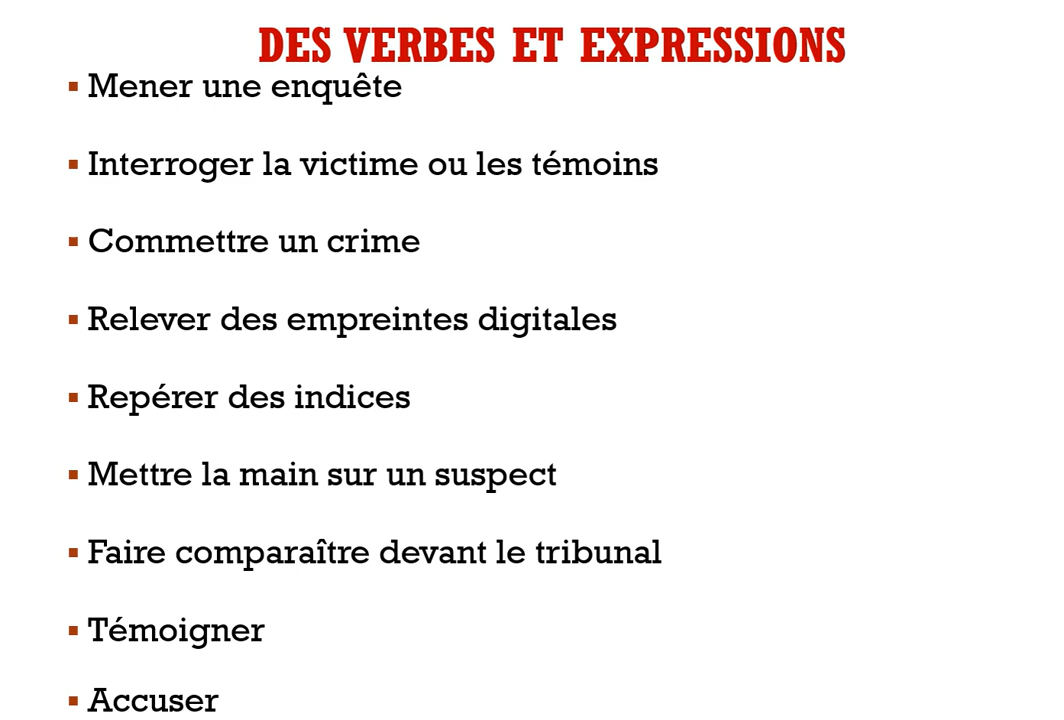 DES VERBES ET EXPRESSIONS
▪ Mener une enquête
▪ Interroger la victime ou les témoins
▪ Commettre un crime
▪ Relever des empreintes digitales
▪ Repérer des indices
▪ Mettre la main sur un suspect
▪ Faire comparaître devant le tribunal
▪ Témoigner
▪ Accuser